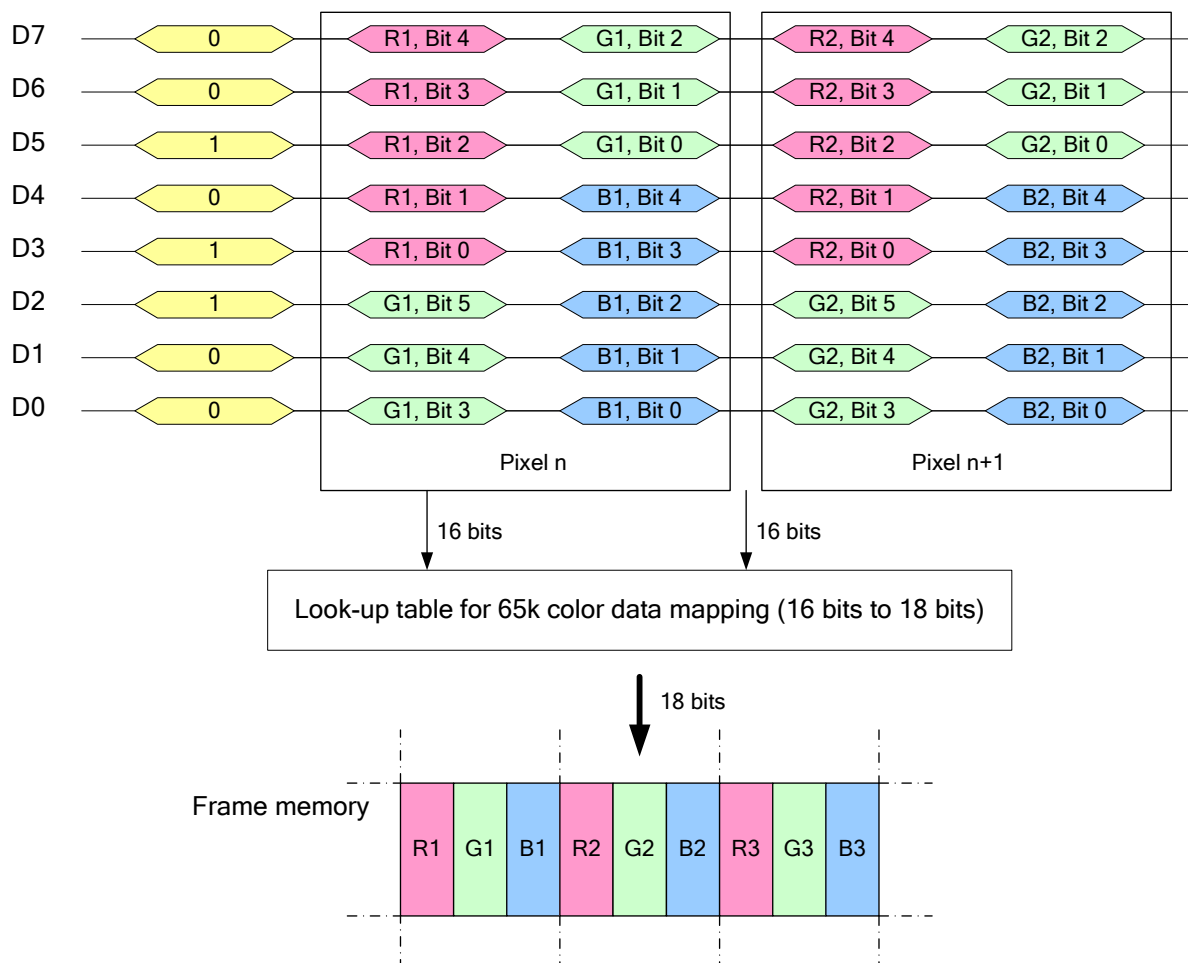 D7 0 R1, Bit 4 G1, Bit 2 R2, Bit 4 G2, Bit 2
D6 0 R1, Bit 3 G1, Bit 1 R2, Bit 3 G2, Bit 1
D5 1 R1, Bit 2 G1, Bit 0 R2, Bit 2 G2, Bit 0
D4 0 R1, Bit 1 B1, Bit 4 R2, Bit 1 B2, Bit 4
D3 1 R1, Bit 0 B1, Bit 3 R2, Bit 0 B2, Bit 3
D2 1 G1, Bit 5 B1, Bit 2 G2, Bit 5 B2, Bit 2
D1 0 G1, Bit 4 B1, Bit 1 G2, Bit 4 B2, Bit 1
D0 0 G1, Bit 3 B1, Bit 0 G2, Bit 3 B2, Bit 0
Pixel n Pixel n+1
16 bits 16 bits
Look-up table for 65k color data mapping (16 bits to 18 bits)
18 bits
Frame memory
R1 G1 B1 R2 G2 B2 R3 G3 B3